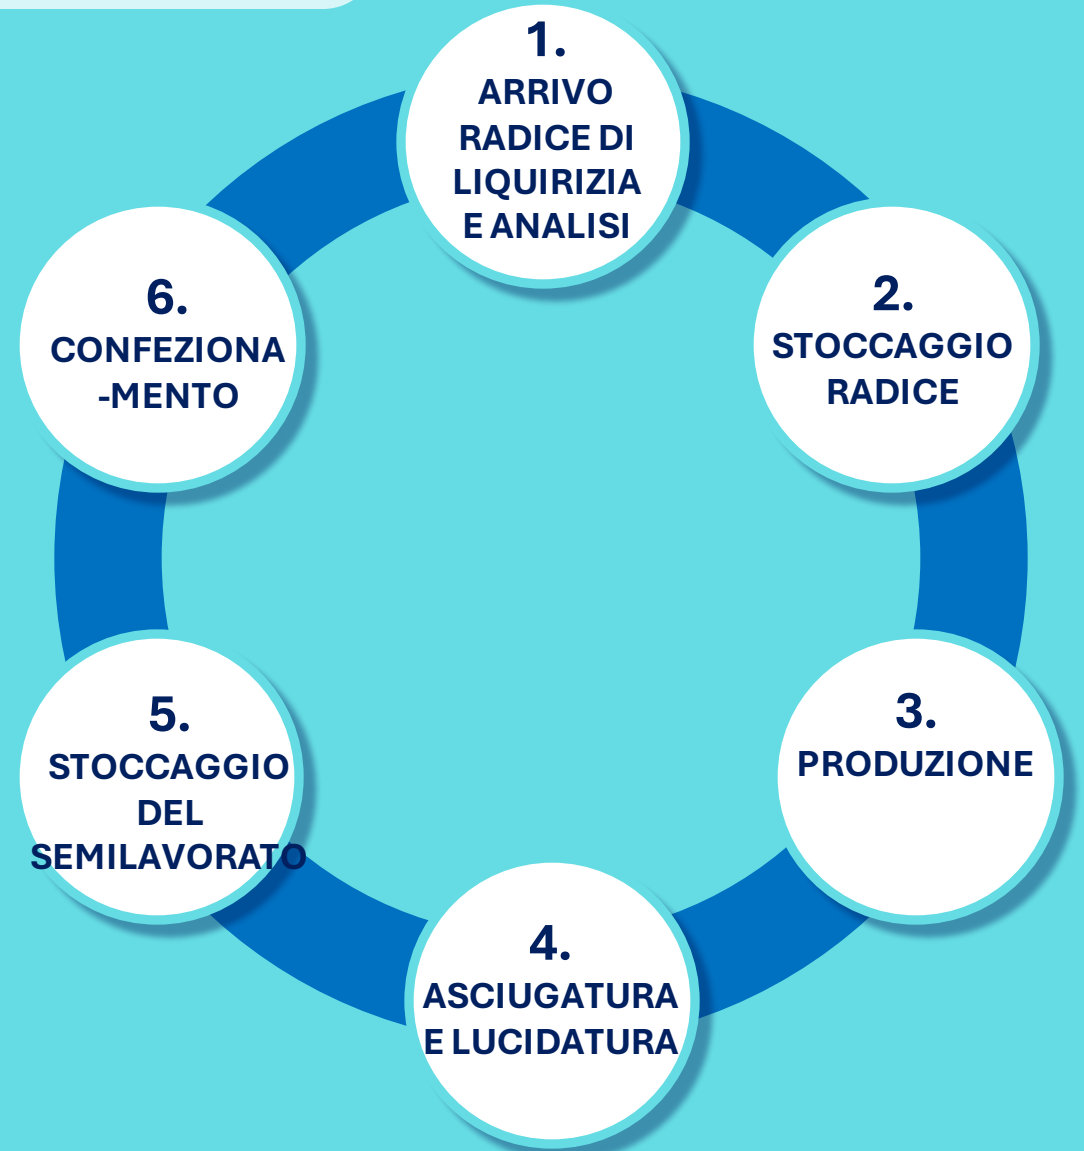 1.
ARRIVO
RADICE DI
LIQUIRIZIA
E ANALISI
2.
STOCCAGGIO
RADICE
3.
PRODUZIONE
4.
ASCIUGATURA
E LUCIDATURA
5.
STOCCAGGIO
DEL
SEMILAVORATO
6.
CONFEZIONA
-MENTO